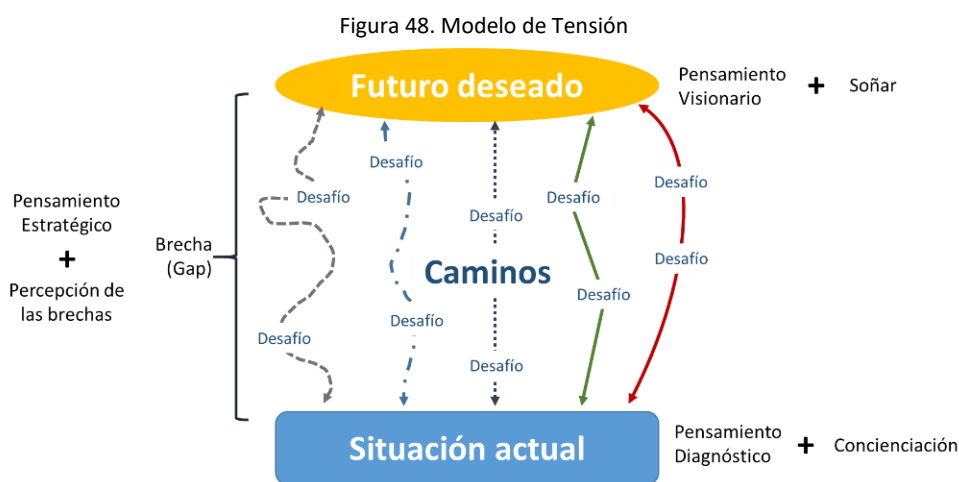 Figura 48. Modelo de Tensión
Futuro deseado
Pensamiento
Visionario
+
Soñar
Desafío
Desafío
Desafío
Desafío
Desafío
Desafío
Pensamiento
Estratégico
+
Percepción de
las brechas
Brecha
(Gap)
Caminos
Desafío
Desafío
Desafío
Desafío
Situación actual
Pensamiento
Diagnóstico
+
Concienciación